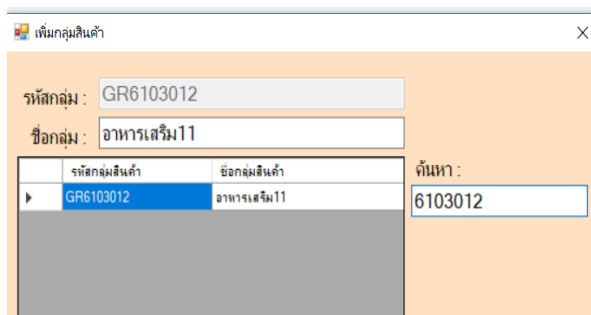 เพิ่มกลุ่มสินค้า
รหัสกลุ่ม : GR6103012
ชื่อกลุ่ม : อาหารเสริม11
รหัสกลุ่มสินค้า ชื่อกลุ่มสินค้า
GR6103012 อาหารเสริม11
ค้นหา :
6103012